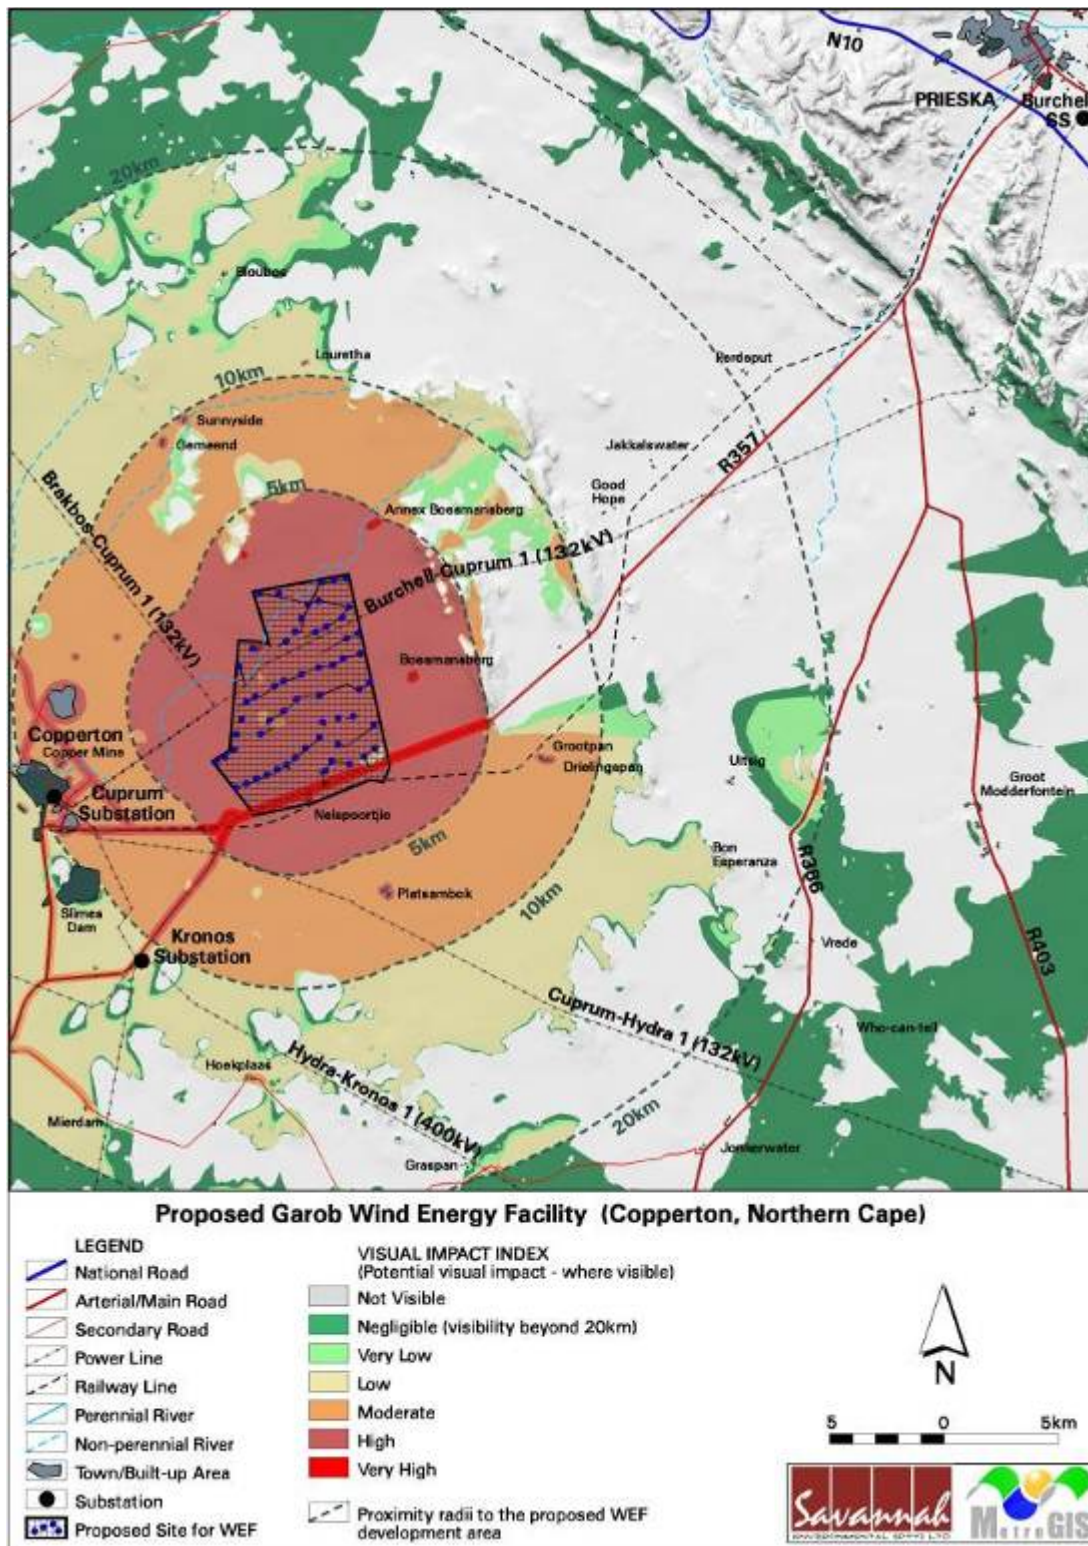 N10
PRIESKA
Burchel
SS
20km
Bloubos
Louretha
10km
Sunnyside
Gemeend
Perdeput
Jakkalswater
R357
Good
Hope
5km
Annex Boesmansberg
Brakbos-Cuprum 1 (132kV)
Burchell-Cuprum 1 (132kV)
Boesmansberg
Copperton
Copper Mine
Cuprum
Substation
Grootpan
Drielingspan
Uitsig
Groot
Modderfontein
Nelspoortjie
5km
Bon
Esperanza
R386
Platsambok
10km
Slimes
Dam
Kronos
Substation
Vrede
R403
Cuprum-Hydra 1 (132kV)
Who-can-tell
Hoekplaas
Hydra-Kronos 1 (400kV)
20km
Mierdam
Graspan
Jonkerwater
Proposed Garob Wind Energy Facility (Copperton, Northern Cape)
LEGEND
National Road
Arterial/Main Road
Secondary Road
Power Line
Railway Line
Perennial River
Non-perennial River
Town/Built-up Area
Substation
Proposed Site for WEF
VISUAL IMPACT INDEX
(Potential visual impact - where visible)
Not Visible
Negligible (visibility beyond 20km)
Very Low
Low
Moderate
High
Very High
Proximity radii to the proposed WEF
development area
N
5 0 5km
Savannah
ENVIRONMENTAL (PTY) LTD
MetroGIS